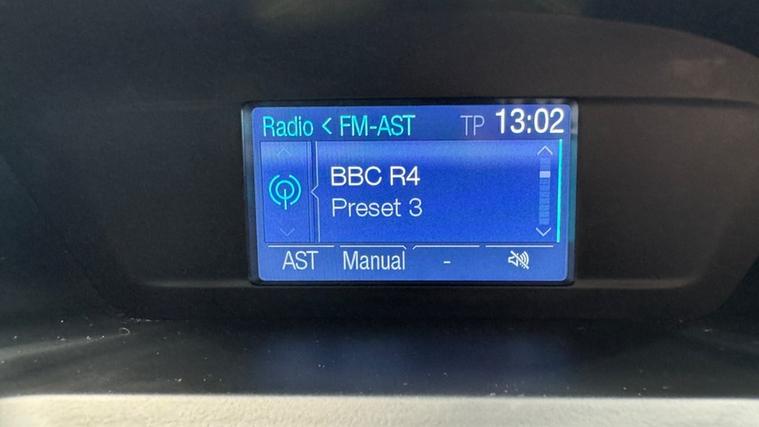 Radio < FM-AST TP 13:02
BBC R4
Preset 3
AST Manual -